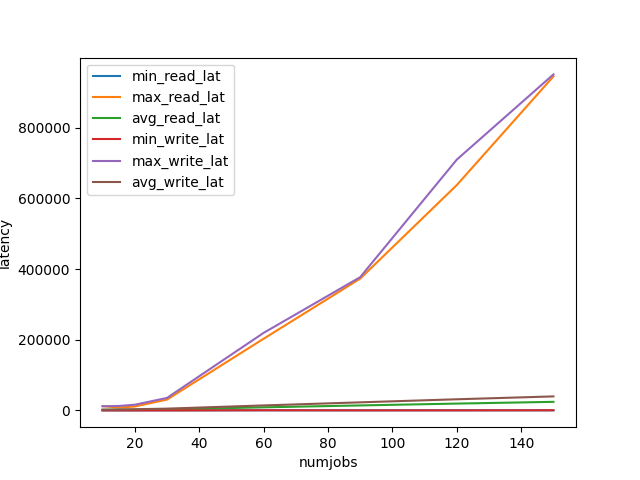 min_read_lat
max_read_lat
avg_read_lat
min_write_lat
max_write_lat
avg_write_lat
800000
600000
400000
200000
0
latency
20 40 60 80 100 120 140
numjobs